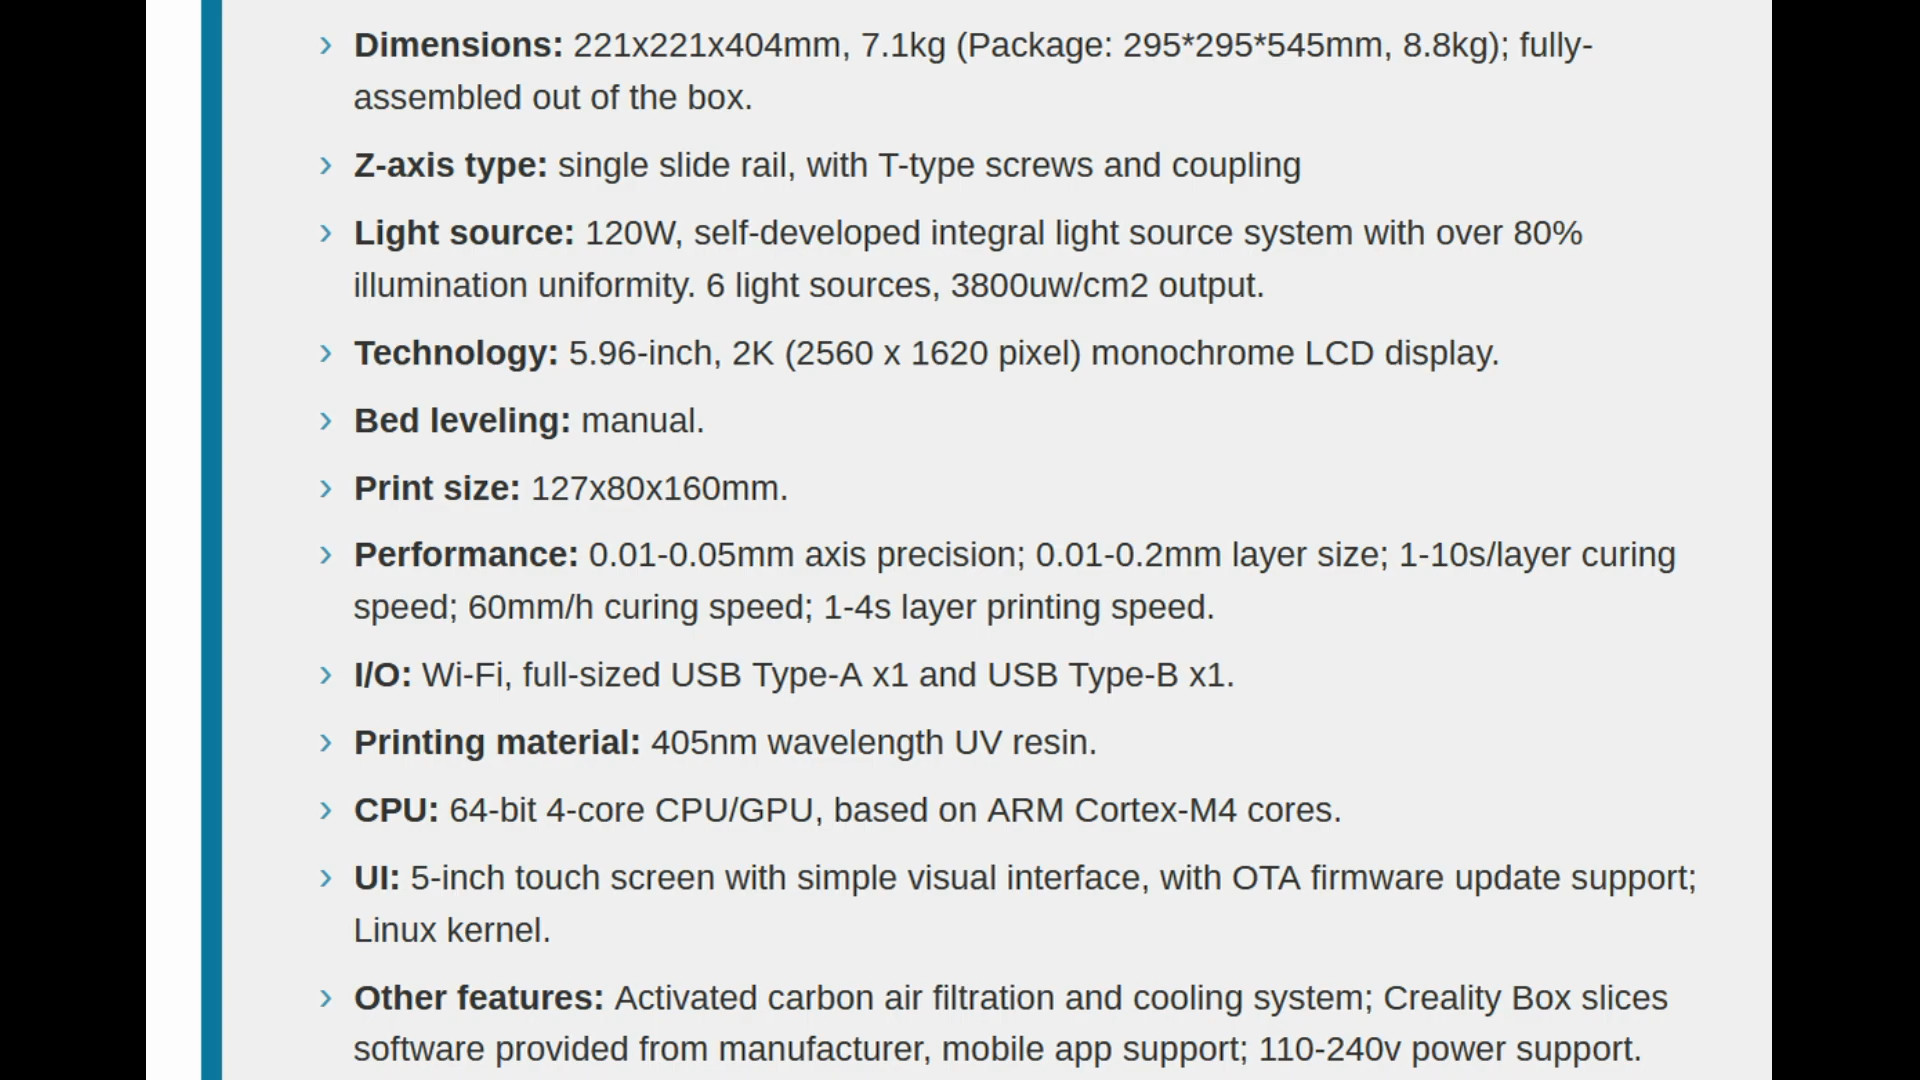 › Dimensions: 221x221x404mm, 7.1kg (Package: 295*295*545mm, 8.8kg); fully-
assembled out of the box.
› Z-axis type: single slide rail, with T-type screws and coupling
› Light source: 120W, self-developed integral light source system with over 80%
illumination uniformity. 6 light sources, 3800uw/cm2 output.
› Technology: 5.96-inch, 2K (2560 x 1620 pixel) monochrome LCD display.
› Bed leveling: manual.
› Print size: 127x80x160mm.
› Performance: 0.01-0.05mm axis precision; 0.01-0.2mm layer size; 1-10s/layer curing
speed; 60mm/h curing speed; 1-4s layer printing speed.
› I/O: Wi-Fi, full-sized USB Type-A x1 and USB Type-B x1.
› Printing material: 405nm wavelength UV resin.
› CPU: 64-bit 4-core CPU/GPU, based on ARM Cortex-M4 cores.
› UI: 5-inch touch screen with simple visual interface, with OTA firmware update support;
Linux kernel.
› Other features: Activated carbon air filtration and cooling system; Creality Box slices
software provided from manufacturer, mobile app support; 110-240v power support.